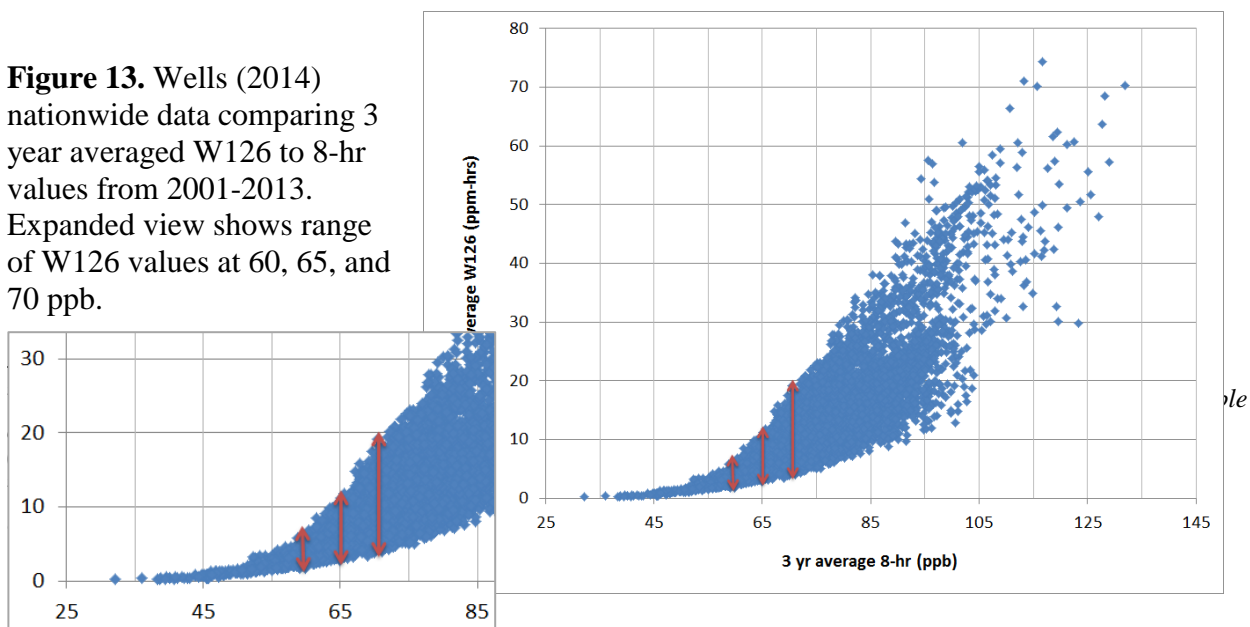 Figure 13. Wells (2014)
nationwide data comparing 3
year averaged W126 to 8-hr
values from 2001-2013.
Expanded view shows range
of W126 values at 60, 65, and
70 ppb.
30
20
10
0
25 45 65 85
80
70
60
50
40
30
20
10
0
25 45 65 85 105 125 145
W126 (ppm-hrs)
3 yr average 8-hr (ppb)